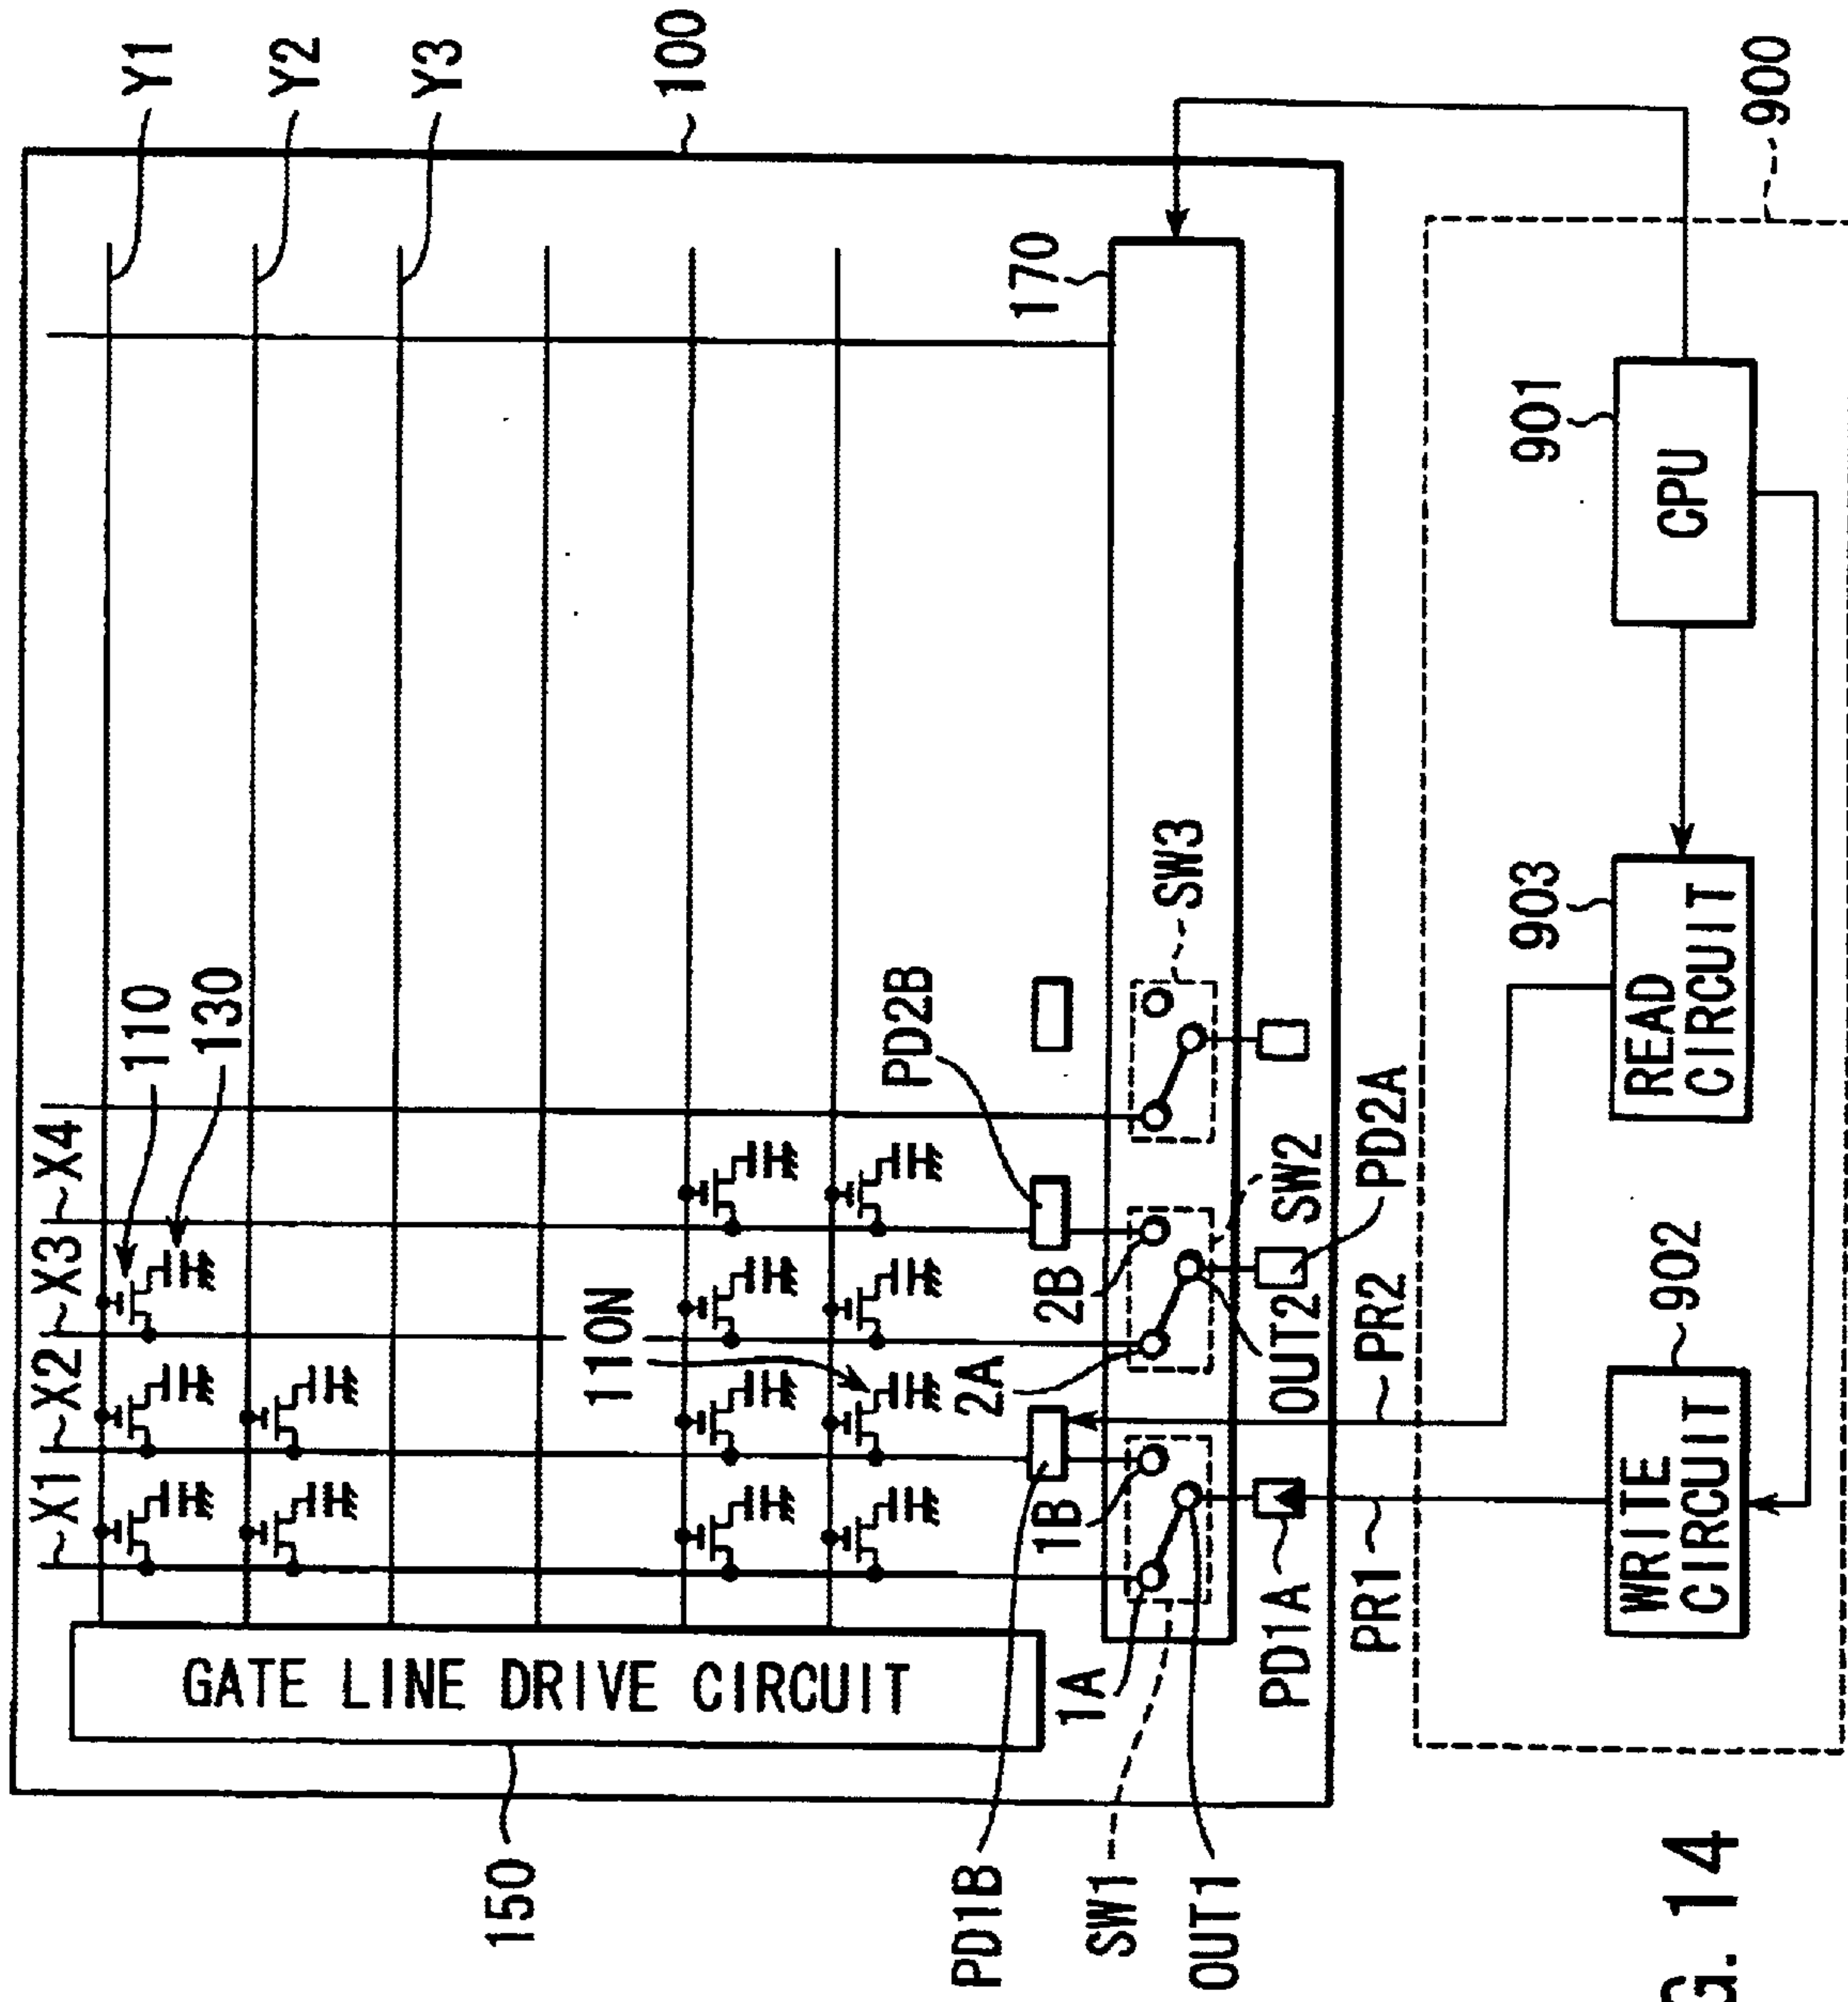 Y1
Y2
Y3
100
X1
X2
X3
X4
110
130
GATE LINE DRIVE CIRCUIT
150
110N
PD2B
170
PD1B
1A
1B
2A
2B
SW1
OUT1
SW3
SW2
OUT2
PD1A
PD2A
PR1
PR2
900
901
CPU
903
READ
CIRCUIT
902
WRITE
CIRCUIT
G. 14